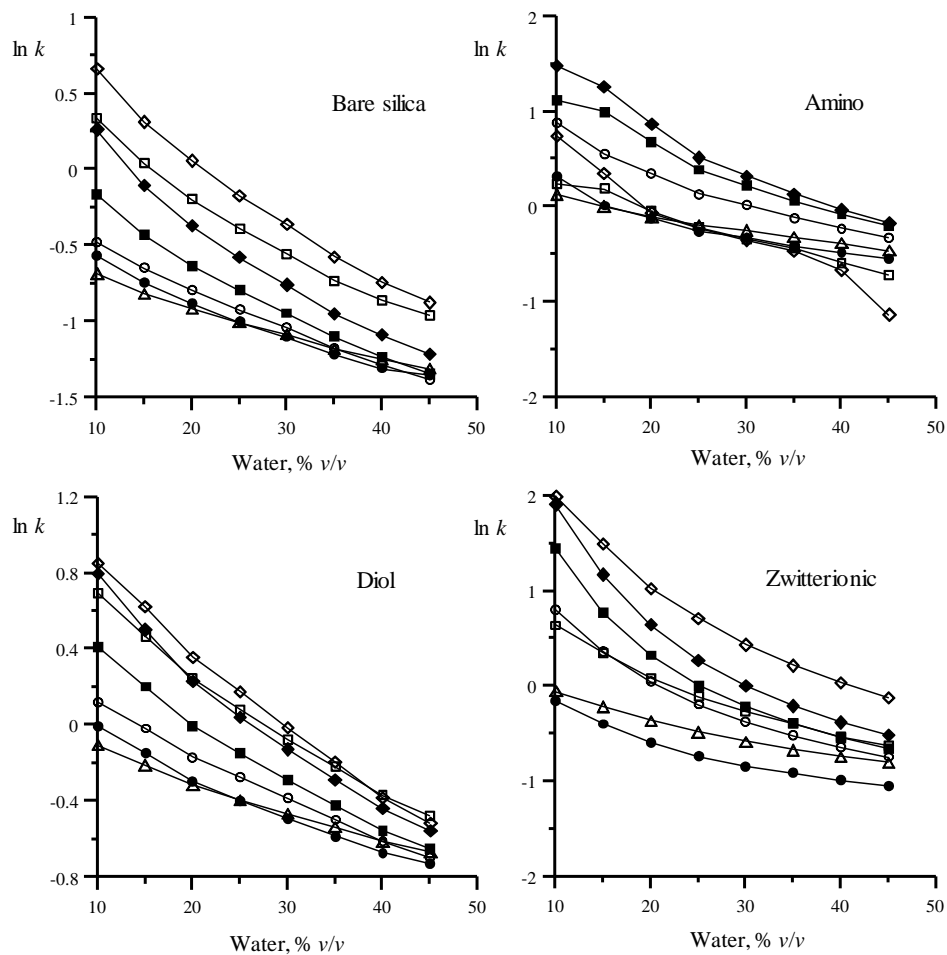 1
ln k
0.5
Bare silica
0
-0.5
-1
-1.5
10 20 30 40 50
Water, % v/v
2
ln k
1
Amino
0
-1
-2
10 20 30 40 50
Water, % v/v
1.2
ln k
0.8
Diol
0.4
0
-0.4
-0.8
10 20 30 40 50
Water, % v/v
2
ln k
1
Zwitterionic
0
-1
-2
10 20 30 40 50
Water, % v/v